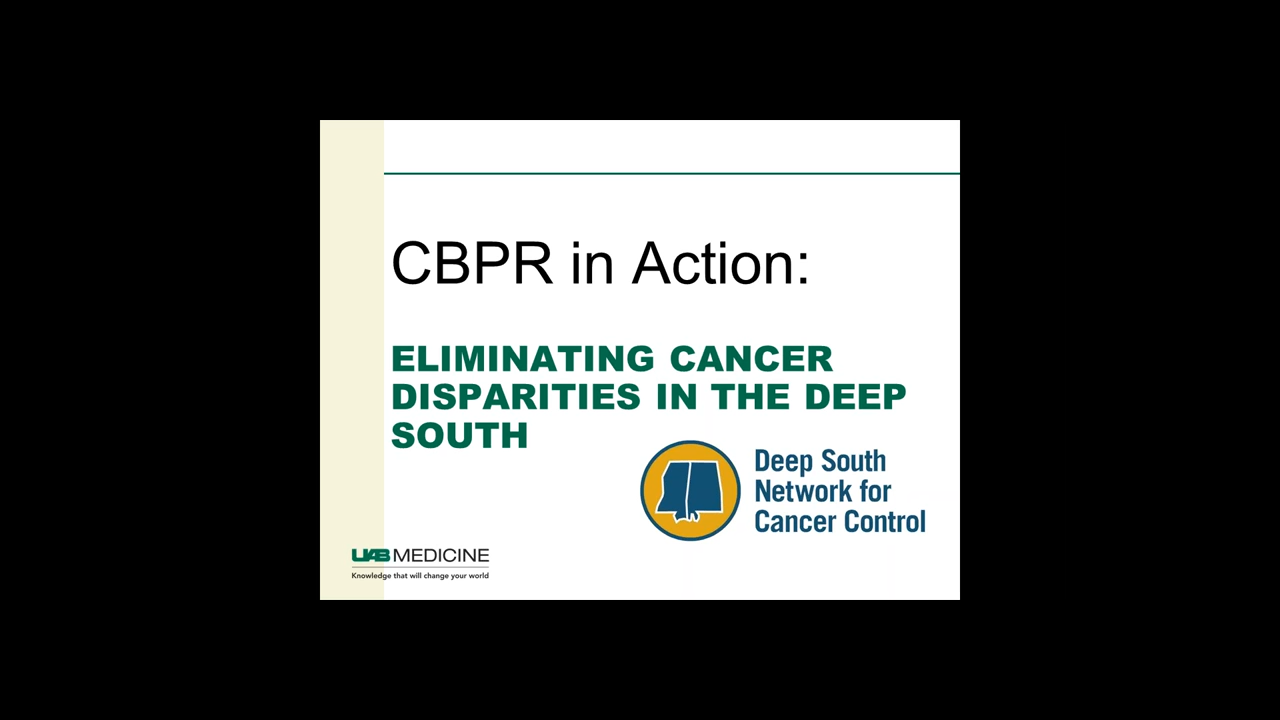 CBPR in Action:
ELIMINATING CANCER
DISPARITIES IN THE DEEP
SOUTH
Deep South
Network for
Cancer Control
UAB MEDICINE
Knowledge that will change your world